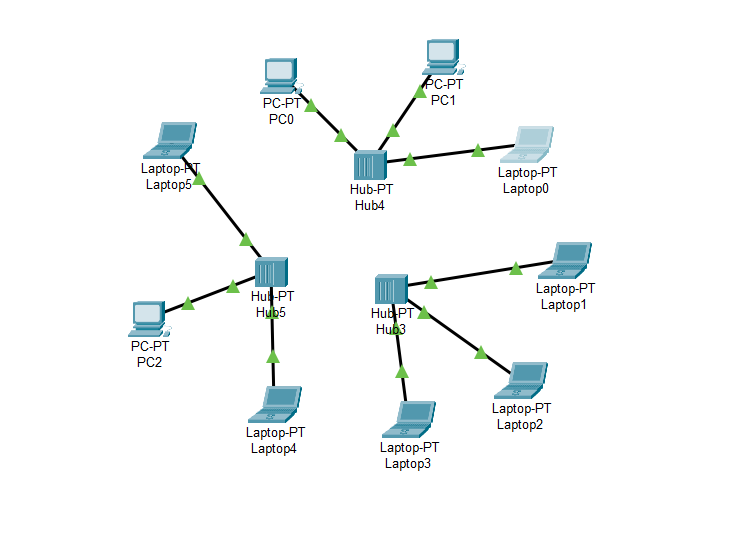 PC-PT
PC1
PC-PT
PC0
Laptop-PT
Laptop5
Laptop-PT
Laptop0
Hub-PT
Hub4
Laptop-PT
Laptop1
Hub-PT
Hub5
Hub-PT
Hub3
PC-PT
PC2
Laptop-PT
Laptop2
Laptop-PT
Laptop4
Laptop-PT
Laptop3